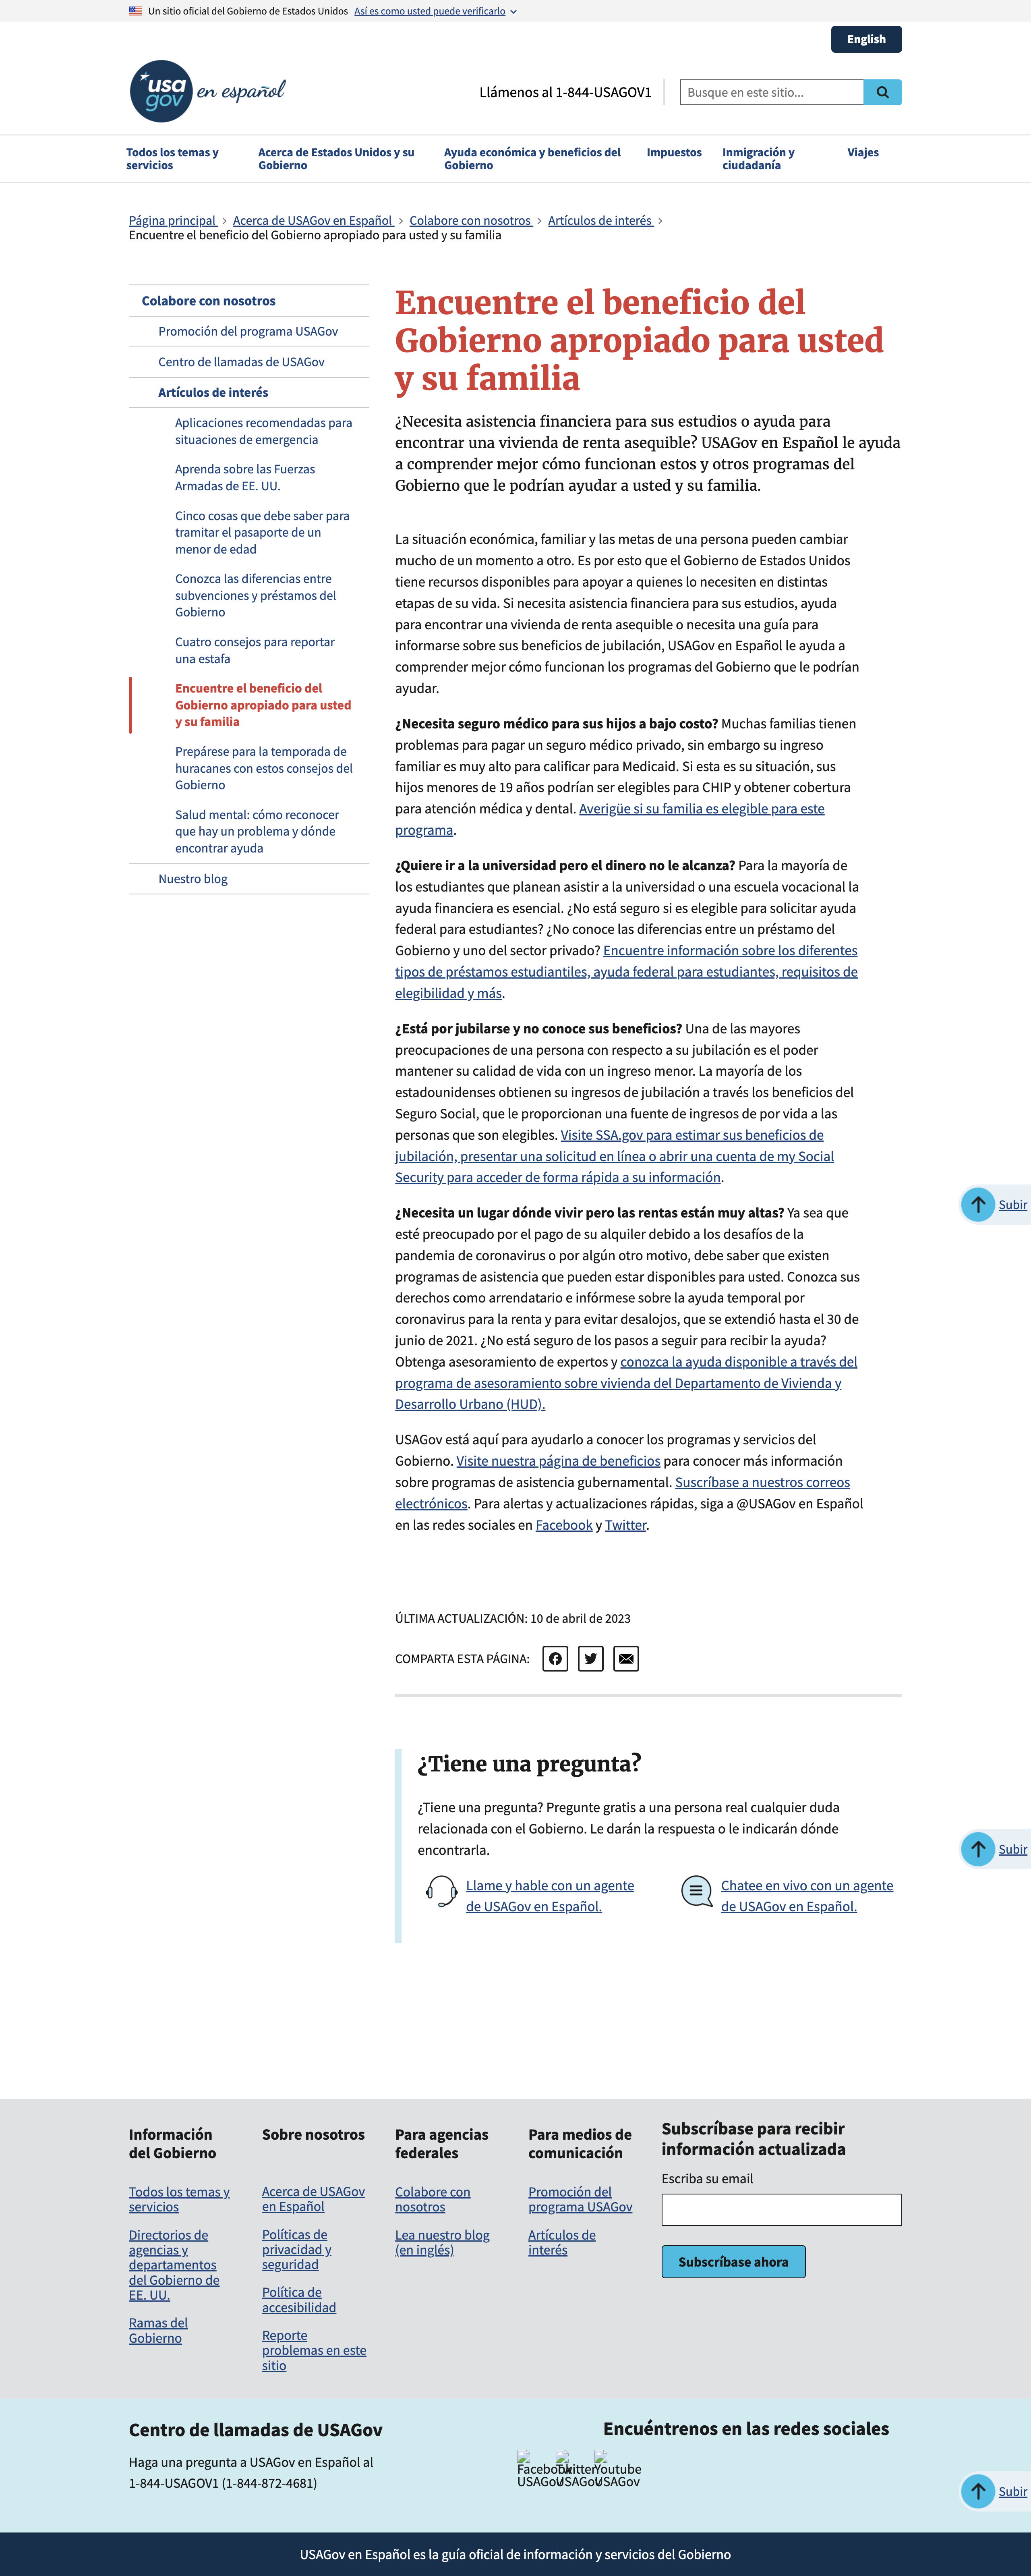 Un sitio oficial del Gobierno de Estados Unidos Así es como usted puede verificarlo
English
usa
gov
en español
Llámenos al 1-844-USAGOV1
Busque en este sitio...
Todos los temas y
servicios
Acerca de Estados Unidos y su
Gobierno
Ayuda económica y beneficios del
Gobierno
Impuestos
Inmigración y
ciudadanía
Viajes
Página principal
Acerca de USAGov en Español
Colabore con nosotros
Artículos de interés
Encuentre el beneficio del Gobierno apropiado para usted y su familia
Colabore con nosotros
Promoción del programa USAGov
Centro de llamadas de USAGov
Artículos de interés
Aplicaciones recomendadas para
situaciones de emergencia
Aprenda sobre las Fuerzas
Armadas de EE. UU.
Cinco cosas que debe saber para
tramitar el pasaporte de un
menor de edad
Conozca las diferencias entre
subvenciones y préstamos del
Gobierno
Cuatro consejos para reportar
una estafa
Encuentre el beneficio del
Gobierno apropiado para usted
y su familia
Prepárese para la temporada de
huracanes con estos consejos del
Gobierno
Salud mental: cómo reconocer
que hay un problema y dónde
encontrar ayuda
Nuestro blog
Encuentre el beneficio del
Gobierno apropiado para usted
y su familia
¿Necesita asistencia financiera para sus estudios o ayuda para
encontrar una vivienda de renta asequible? USAGov en Español le ayuda
a comprender mejor cómo funcionan estos y otros programas del
Gobierno que le podrían ayudar a usted y su familia.
La situación económica, familiar y las metas de una persona pueden cambiar
mucho de un momento a otro. Es por esto que el Gobierno de Estados Unidos
tiene recursos disponibles para apoyar a quienes lo necesiten en distintas
etapas de su vida. Si necesita asistencia financiera para sus estudios, ayuda
para encontrar una vivienda de renta asequible o necesita una guía para
informarse sobre sus beneficios de jubilación, USAGov en Español le ayuda a
comprender mejor cómo funcionan los programas del Gobierno que le podrían
ayudar.
¿Necesita seguro médico para sus hijos a bajo costo? Muchas familias tienen
problemas para pagar un seguro médico privado, sin embargo su ingreso
familiar es muy alto para calificar para Medicaid. Si esta es su situación, sus
hijos menores de 19 años podrían ser elegibles para CHIP y obtener cobertura
para atención médica y dental. Averigüe si su familia es elegible para este
programa.
¿Quiere ir a la universidad pero el dinero no le alcanza? Para la mayoría de
los estudiantes que planean asistir a la universidad o una escuela vocacional la
ayuda financiera es esencial. ¿No está seguro si es elegible para solicitar ayuda
federal para estudiantes? ¿No conoce las diferencias entre un préstamo del
Gobierno y uno del sector privado? Encuentre información sobre los diferentes
tipos de préstamos estudiantiles, ayuda federal para estudiantes, requisitos de
elegibilidad y más.
¿Está por jubilarse y no conoce sus beneficios? Una de las mayores
preocupaciones de una persona con respecto a su jubilación es el poder
mantener su calidad de vida con un ingreso menor. La mayoría de los
estadounidenses obtienen su ingresos de jubilación a través los beneficios del
Seguro Social, que le proporcionan una fuente de ingresos de por vida a las
personas que son elegibles. Visite SSA.gov para estimar sus beneficios de
jubilación, presentar una solicitud en línea o abrir una cuenta de my Social
Security para acceder de forma rápida a su información.
¿Necesita un lugar dónde vivir pero las rentas están muy altas? Ya sea que
esté preocupado por el pago de su alquiler debido a los desafíos de la
pandemia de coronavirus o por algún otro motivo, debe saber que existen
programas de asistencia que pueden estar disponibles para usted. Conozca sus
derechos como arrendatario e infórmese sobre la ayuda temporal por
coronavirus para la renta y para evitar desalojos, que se extendió hasta el 30 de
junio de 2021. ¿No está seguro de los pasos a seguir para recibir la ayuda?
Obtenga asesoramiento de expertos y conozca la ayuda disponible a través del
programa de asesoramiento sobre vivienda del Departamento de Vivienda y
Desarrollo Urbano (HUD).
USAGov está aquí para ayudarlo a conocer los programas y servicios del
Gobierno. Visite nuestra página de beneficios para conocer más información
sobre programas de asistencia gubernamental. Suscríbase a nuestros correos
electrónicos. Para alertas y actualizaciones rápidas, siga a @USAGov en Español
en las redes sociales en Facebook y Twitter.
Subir
ÚLTIMA ACTUALIZACIÓN: 10 de abril de 2023
COMPARTA ESTA PÁGINA:
¿Tiene una pregunta?
¿Tiene una pregunta? Pregunte gratis a una persona real cualquier duda
relacionada con el Gobierno. Le darán la respuesta o le indicarán dónde
encontrarla.
Subir
Llame y hable con un agente
de USAGov en Español.
Chatee en vivo con un agente
de USAGov en Español.
Información
del Gobierno
Todos los temas y
servicios
Directorios de
agencias y
departamentos
del Gobierno de
EE. UU.
Ramas del
Gobierno
Sobre nosotros
Acerca de USAGov
en Español
Políticas de
privacidad y
seguridad
Política de
accesibilidad
Reporte
problemas en este
sitio
Para agencias
federales
Colabore con
nosotros
Lea nuestro blog
(en inglés)
Para medios de
comunicación
Promoción del
programa USAGov
Artículos de
interés
Subscríbase para recibir
información actualizada
Escriba su email
Subscríbase ahora
Centro de llamadas de USAGov
Haga una pregunta a USAGov en Español al
1-844-USAGOV1 (1-844-872-4681)
Encuéntrenos en las redes sociales
Facebook
USAGov
Twitter
USAGov
Youtube
USAGov
Subir
USAGov en Español es la guía oficial de información y servicios del Gobierno